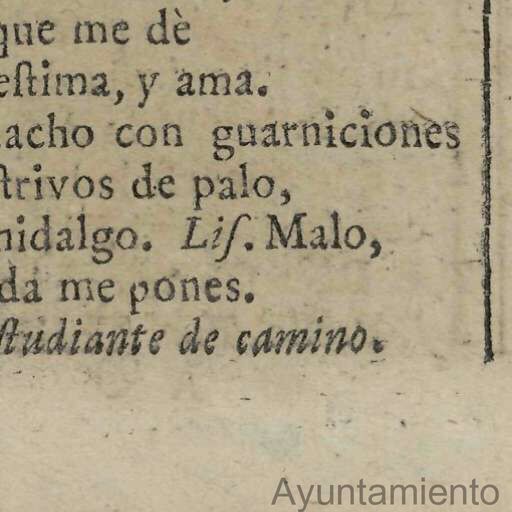 que me dè
eſtima, y ama.
acho con guarniciones
ſtrivos de palo,
hidalgo. Liſ. Malo,
da me pones.
ſtudiante de camino.
Ayuntamiento